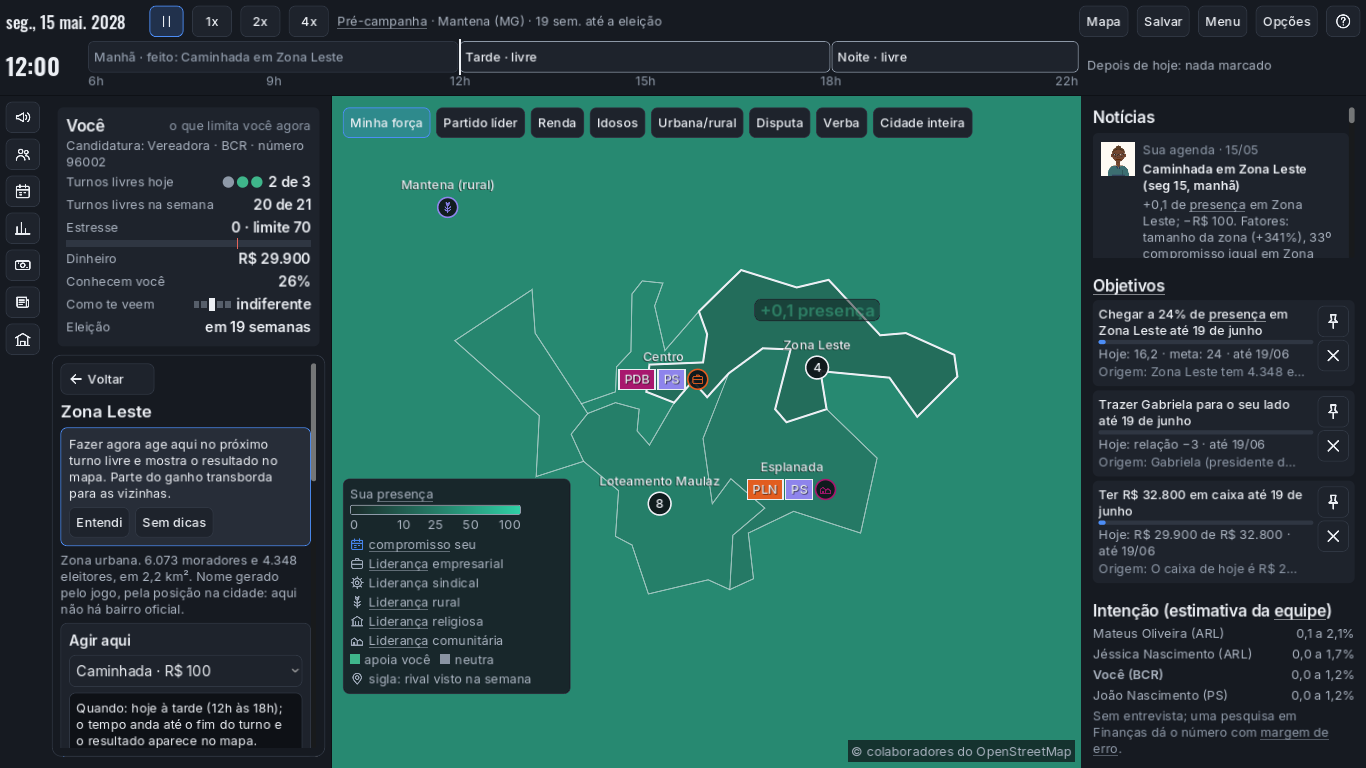 seg., 15 mai. 2028
1x
2x
4x
Pré-campanha · Mantena (MG) · 19 sem. até a eleição
Mapa
Salvar
Menu
Opções
12:00
Manhã · feito: Caminhada em Zona Leste
Tarde · livre
Noite · livre
6h
9h
12h
15h
18h
22h
Depois de hoje: nada marcado
Você
o que limita você agora
Candidatura: Vereadora · BCR · número
96002
Turnos livres hoje
2 de 3
Turnos livres na semana
20 de 21
Estresse
0 · limite 70
Dinheiro
R$ 29.900
Conhecem você
26%
Como te veem
indiferente
Eleição
em 19 semanas
Voltar
Zona Leste
Fazer agora age aqui no próximo
turno livre e mostra o resultado no
mapa. Parte do ganho transborda
para as vizinhas.
Entendi
Sem dicas
Zona urbana. 6.073 moradores e 4.348
eleitores, em 2,2 km². Nome gerado
pelo jogo, pela posição na cidade: aqui
não há bairro oficial.
Agir aqui
Caminhada · R$ 100
Quando: hoje à tarde (12h às 18h);
o tempo anda até o fim do turno e
o resultado aparece no mapa.
Minha força
Partido líder
Renda
Idosos
Urbana/rural
Disputa
Verba
Cidade inteira
Mantena (rural)
+0,1 presença
Zona Leste
4
Centro
PDB
PS
Esplanada
PLN
PS
Loteamento Maulaz
8
Sua presença
0
10
25
50
100
compromisso seu
Liderança empresarial
Liderança sindical
Liderança rural
Liderança religiosa
Liderança comunitária
apoia você
neutra
sigla: rival visto na semana
© colaboradores do OpenStreetMap
Notícias
Sua agenda · 15/05
Caminhada em Zona Leste
(seg 15, manhã)
+0,1 de presença em Zona
Leste; −R$ 100. Fatores:
tamanho da zona (+341%), 33º
compromisso igual em Zona
Objetivos
Chegar a 24% de presença em
Zona Leste até 19 de junho
Hoje: 16,2 · meta: 24 · até 19/06
Origem: Zona Leste tem 4.348 e...
Trazer Gabriela para o seu lado
até 19 de junho
Hoje: relação −3 · até 19/06
Origem: Gabriela (presidente d...
Ter R$ 32.800 em caixa até 19 de
junho
Hoje: R$ 29.900 de R$ 32.800 ·
até 19/06
Origem: O caixa de hoje é R$ 2...
Intenção (estimativa da equipe)
Mateus Oliveira (ARL)
0,1 a 2,1%
Jéssica Nascimento (ARL)
0,0 a 1,7%
Você (BCR)
0,0 a 1,2%
João Nascimento (PS)
0,0 a 1,2%
Sem entrevista; uma pesquisa em
Finanças dá o número com margem de
erro.